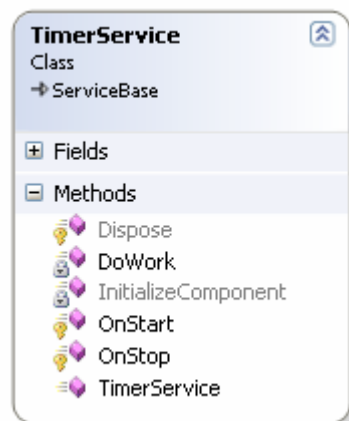 TimerService
Class
ServiceBase
Fields
Methods
Dispose
DoWork
InitializeComponent
OnStart
OnStop
TimerService